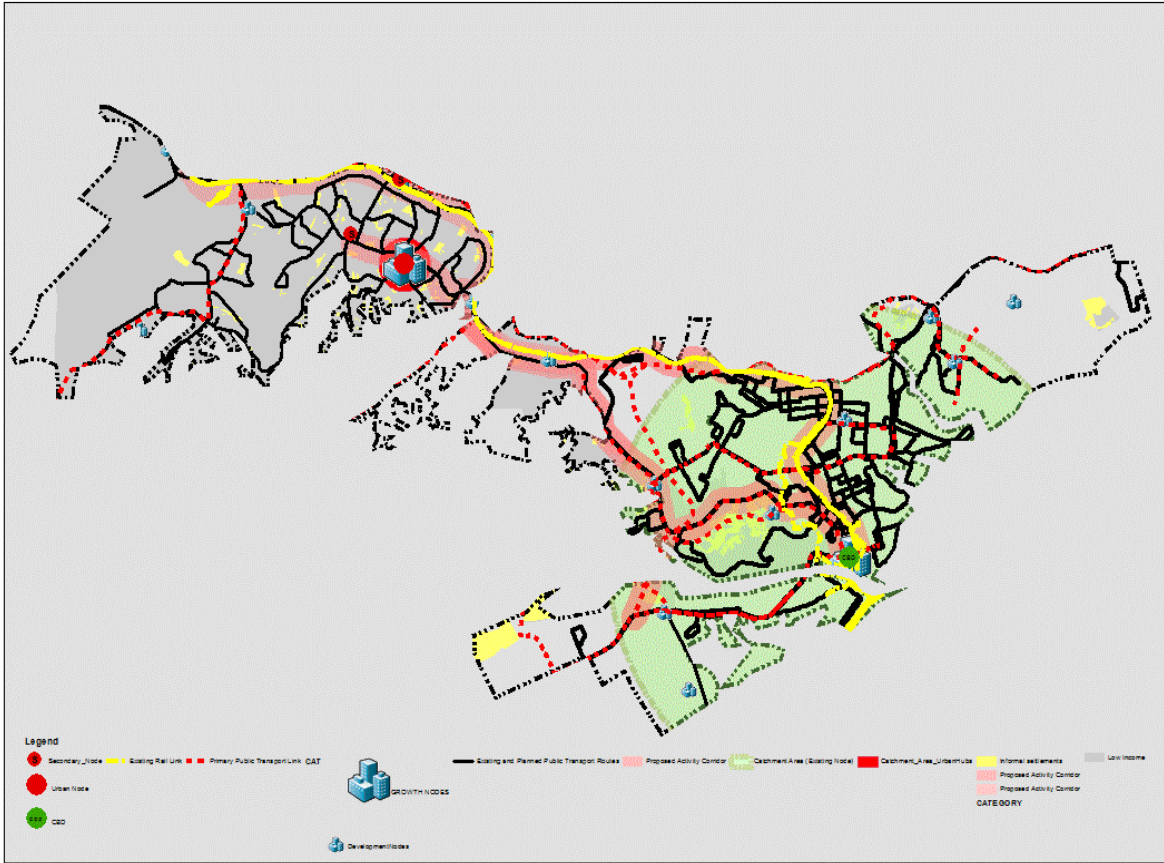 S
S
CBD
Legend
S Secondary_Node
Existing Rail Link
Primary Public Transport Link
CAT
Existing and Planned Public Transport Routes
Proposed Activity Corridor
Catchment Area (Existing Node)
Catchment_Area_UrbanHubs
Informal settlements
Low Income
Urban Node
GROWTH NODES
Proposed Activity Corridor
Proposed Activity Corridor
CATEGORY
CBD CBD
DevelopmentNodes